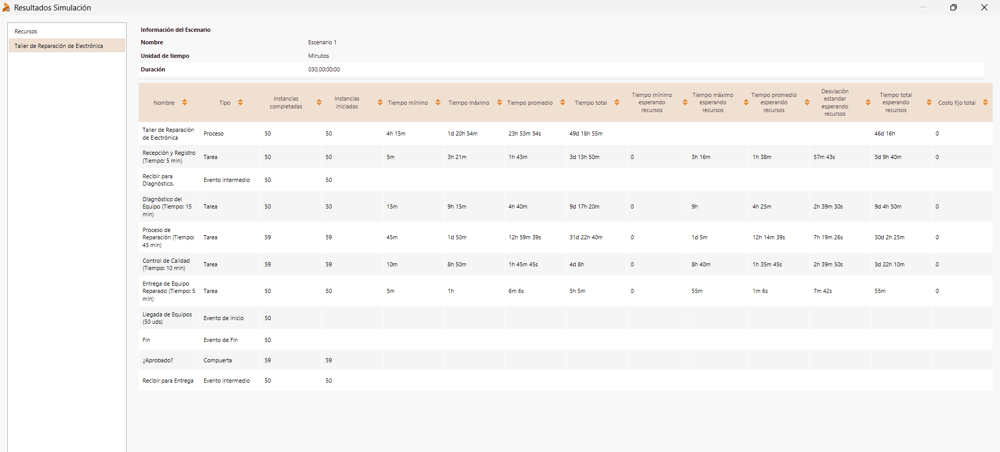 Resultados Simulación
Recursos
Taller de Reparación de Electrónica
Información del Escenario
Nombre Escenario 1
Unidad de tiempo Minutos
Duración 030,00:00:00
Nombre Tipo Instancias completadas Instancias iniciadas Tiempo mínimo Tiempo máximo Tiempo promedio Tiempo total Tiempo mínimo esperando recursos Tiempo máximo esperando recursos Tiempo promedio esperando recursos Desviación estandar esperando recursos Tiempo total esperando recursos Costo fijo total
Taller de Reparación de Electrónica Proceso 50 50 4h 15m 1d 20h 54m 23h 53m 54s 49d 18h 55m 46d 16h 0
Recepción y Registro (Tiempo: 5 min) Tarea 50 50 5m 3h 21m 1h 43m 3d 13h 50m 0 3h 16m 1h 38m 57m 43s 3d 9h 40m 0
Recibir para Diagnóstico. Evento intermedio 50 50
Diagnóstico del Equipo (Tiempo: 15 min) Tarea 50 50 15m 9h 15m 4h 40m 9d 17h 20m 0 9h 4h 25m 2h 39m 30s 9d 4h 50m 0
Proceso de Reparación (Tiempo: 45 min) Tarea 59 59 45m 1d 50m 12h 59m 39s 31d 22h 40m 0 1d 5m 12h 14m 39s 7h 19m 26s 30d 2h 25m 0
Control de Calidad (Tiempo: 10 min) Tarea 59 59 10m 8h 50m 1h 45m 45s 4d 8h 0 8h 40m 1h 35m 45s 2h 39m 50s 3d 22h 10m 0
Entrega de Equipo Reparado (Tiempo: 5 min) Tarea 50 50 5m 1h 6m 6s 5h 5m 0 55m 1m 6s 7m 42s 55m 0
Llegada de Equipos (50 uds) Evento de inicio 50
Fin Evento de Fin 50
¿Aprobado? Compuerta 59 59
Recibir para Entrega Evento intermedio 50 50